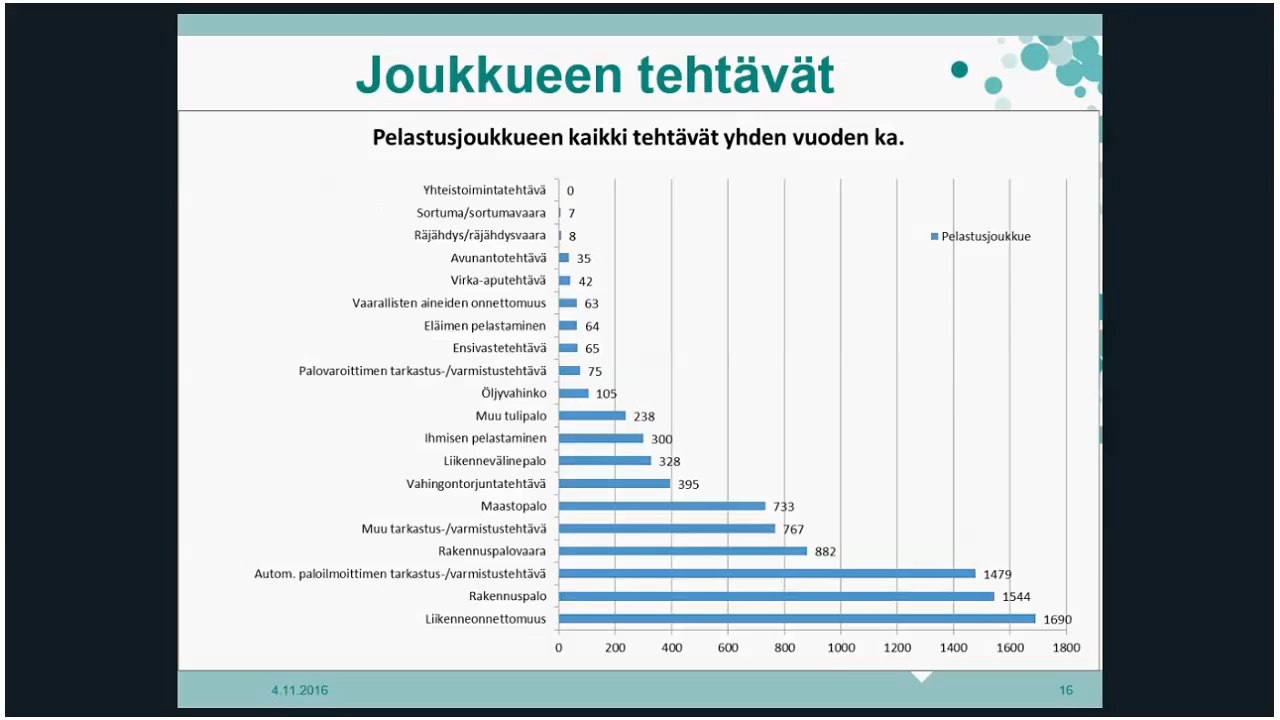 Joukkueen tehtävät
Pelastusjoukkueen kaikki tehtävät yhden vuoden ka.
Yhteistoimintatehtävä 0
Sortuma/sortumavaara 7
Räjähdys/räjähdysvaara 8
Pelastusjoukkue
Avunantotehtävä 35
Virka-aputehtävä 42
Vaarallisten aineiden onnettomuus 63
Eläimen pelastaminen 64
Ensivastetehtävä 65
Palovaroittimen tarkastus-/varmistustehtävä 75
Öljyvahinko 105
Muu tulipalo 238
Ihmisen pelastaminen 300
Liikennevälinepalo 328
Vahingontorjuntatehtävä 395
Maastopalo 733
Muu tarkastus-/varmistustehtävä 767
Rakennuspalovaara 882
Autom. paloilmoittimen tarkastus-/varmistustehtävä 1479
Rakennuspalo 1544
Liikenneonnettomuus 1690
0 200 400 600 800 1000 1200 1400 1600 1800
4.11.2016 16